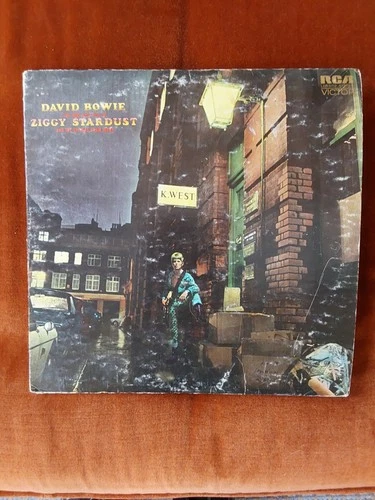 DAVID BOWIE
ZIGGY STARDUST
RCA
VICTOR
K.WEST